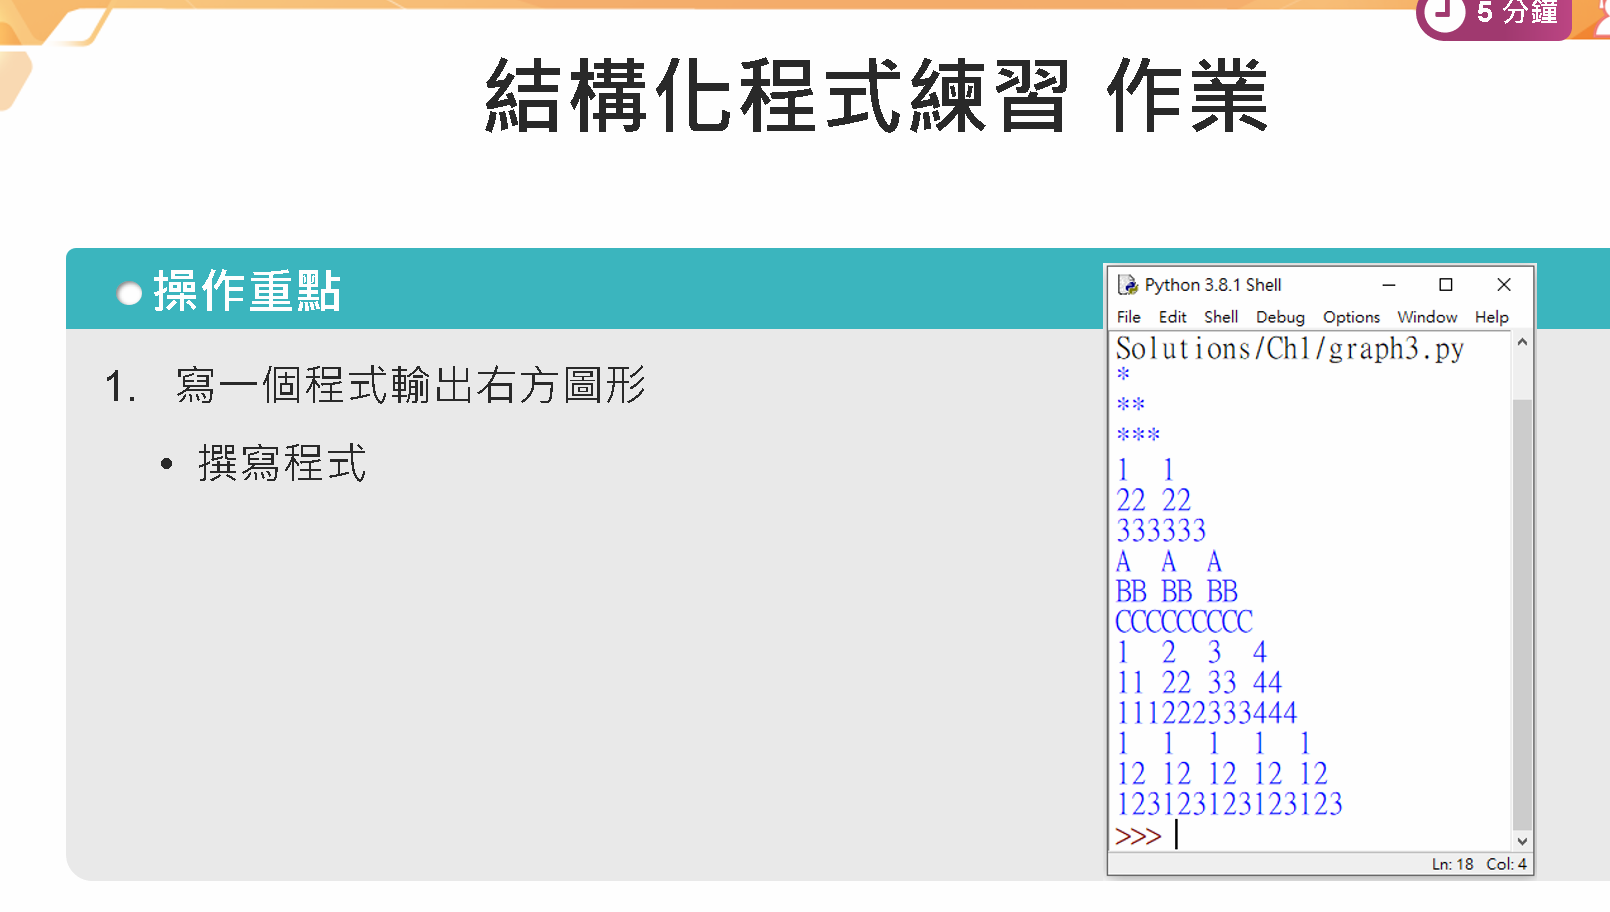 5 分鐘
結構化程式練習 作業
操作重點
1. 寫一個程式輸出右方圖形
• 撰寫程式
Python 3.8.1 Shell
File Edit Shell Debug Options Window Help
Solutions/Ch1/graph3.py
*
**
***
1  1
22 22
333333
A  A  A
BB BB BB
CCCCCCCCC
1  2  3  4
11 22 33 44
111222333444
1  1  1  1  1
12 12 12 12 12
123123123123123
>>>
Ln: 18 Col: 4